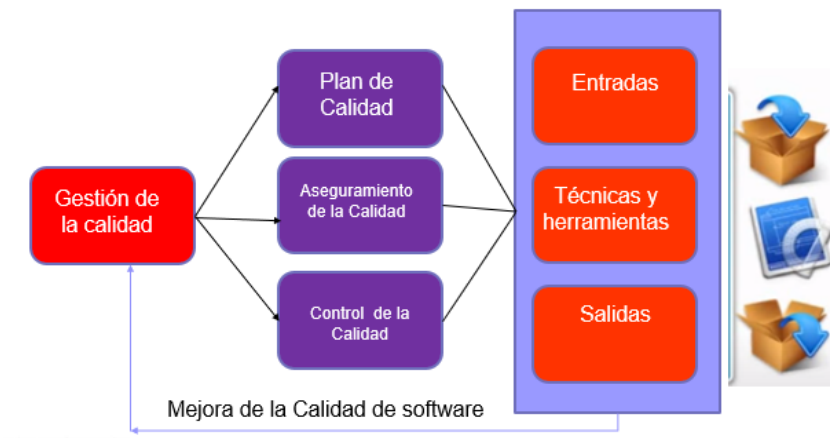 Gestión de
la calidad
Plan de
Calidad
Aseguramiento
de la Calidad
Control  de la
Calidad
Entradas
Técnicas y
herramientas
Salidas
Mejora de la Calidad de software